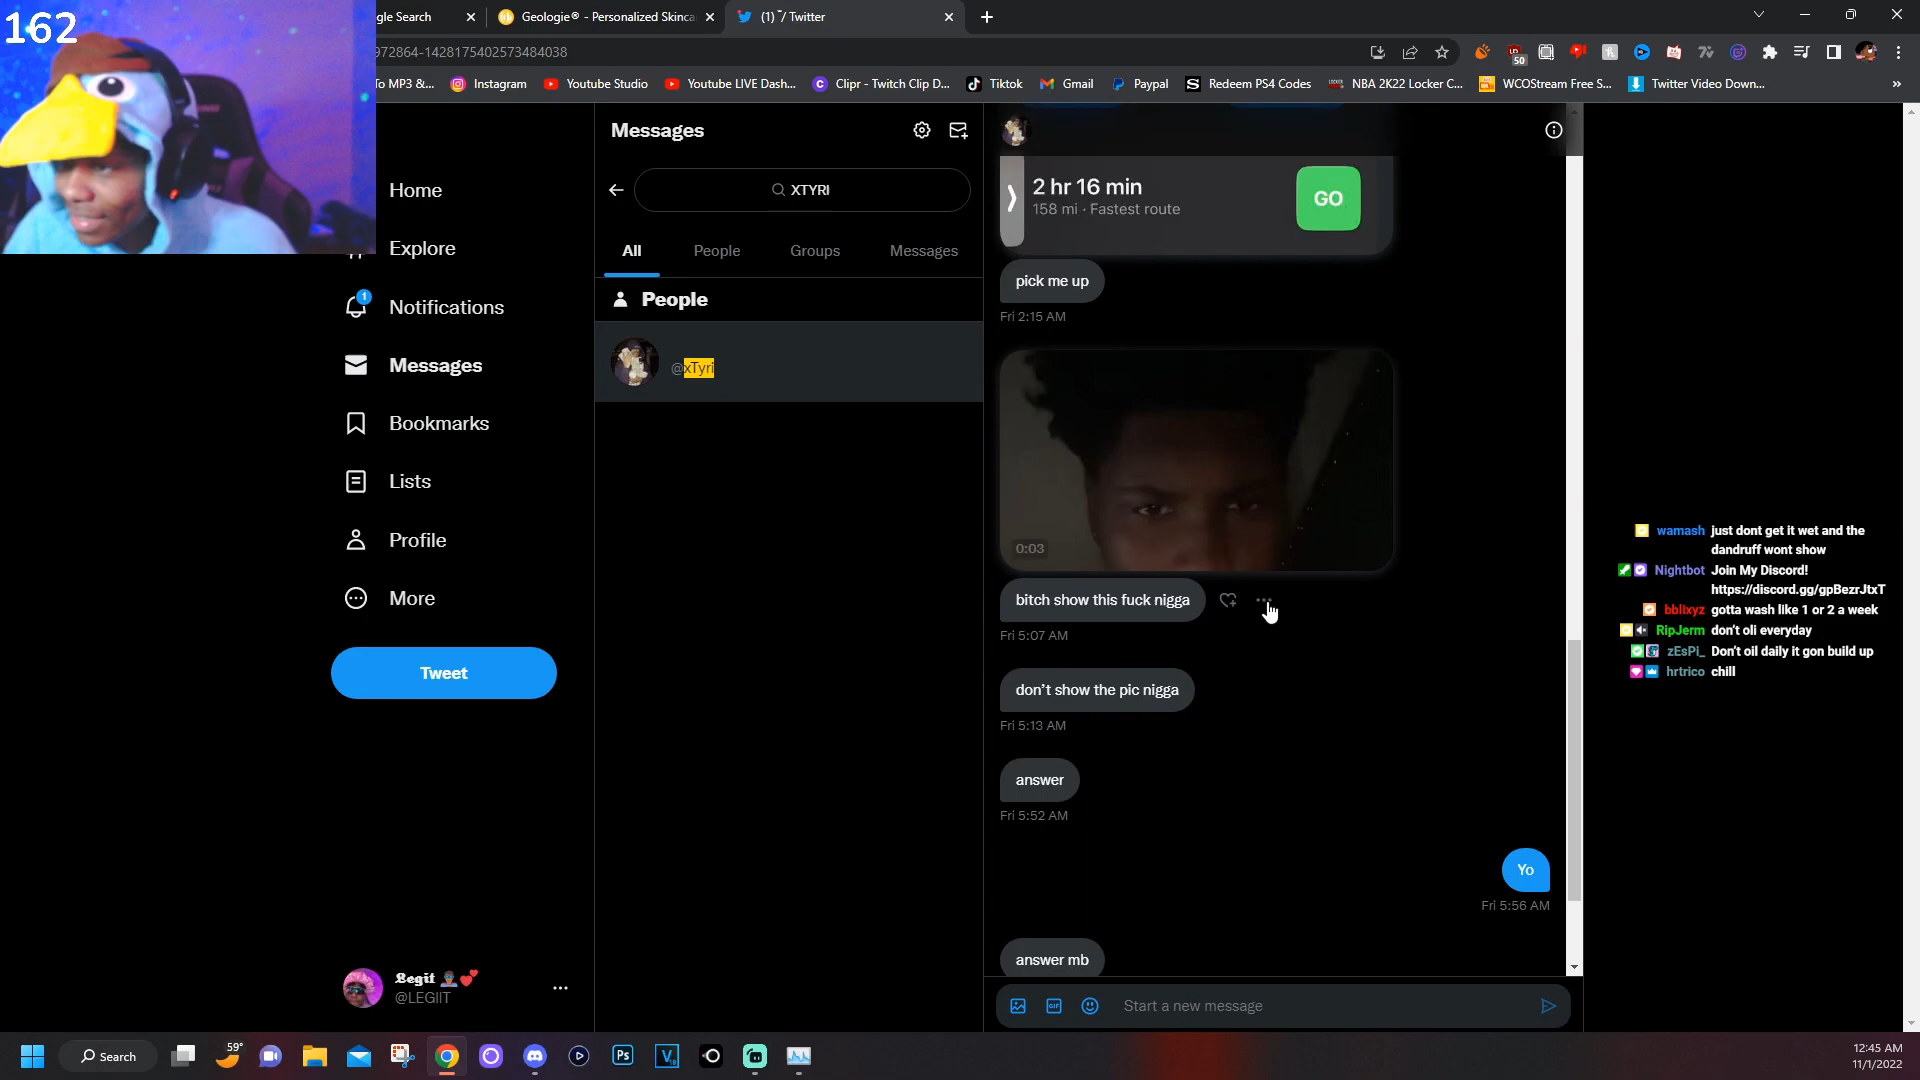 162
gle Search
Geologie® - Personalized Skinca
(1) ˜/ Twitter
972864-1428175402573484038
50
To MP3 &...
Instagram
Youtube Studio
Youtube LIVE Dash...
Clipr - Twitch Clip D...
Tiktok
Gmail
Paypal
Redeem PS4 Codes
NBA 2K22 Locker C...
WCOStream Free S...
Twitter Video Down...
»
Home
Explore
1
Notifications
Messages
Bookmarks
Lists
Profile
More
Tweet
Legit
@LEGIIT
Messages
XTYRI
All
People
Groups
Messages
People
@xTyri
2 hr 16 min
158 mi · Fastest route
GO
pick me up
Fri 2:15 AM
0:03
bitch show this fuck nigga
Fri 5:07 AM
don't show the pic nigga
Fri 5:13 AM
answer
Fri 5:52 AM
Yo
Fri 5:56 AM
answer mb
GIF
Start a new message
wamash just dont get it wet and the
dandruff wont show
Nightbot Join My Discord!
https://discord.gg/gpBezrJtxT
bblixyz gotta wash like 1 or 2 a week
RipJerm don't oli everyday
zEsPi_ Don't oil daily it gon build up
hrtrico chill
Search
59°
Ps
12:45 AM
11/1/2022